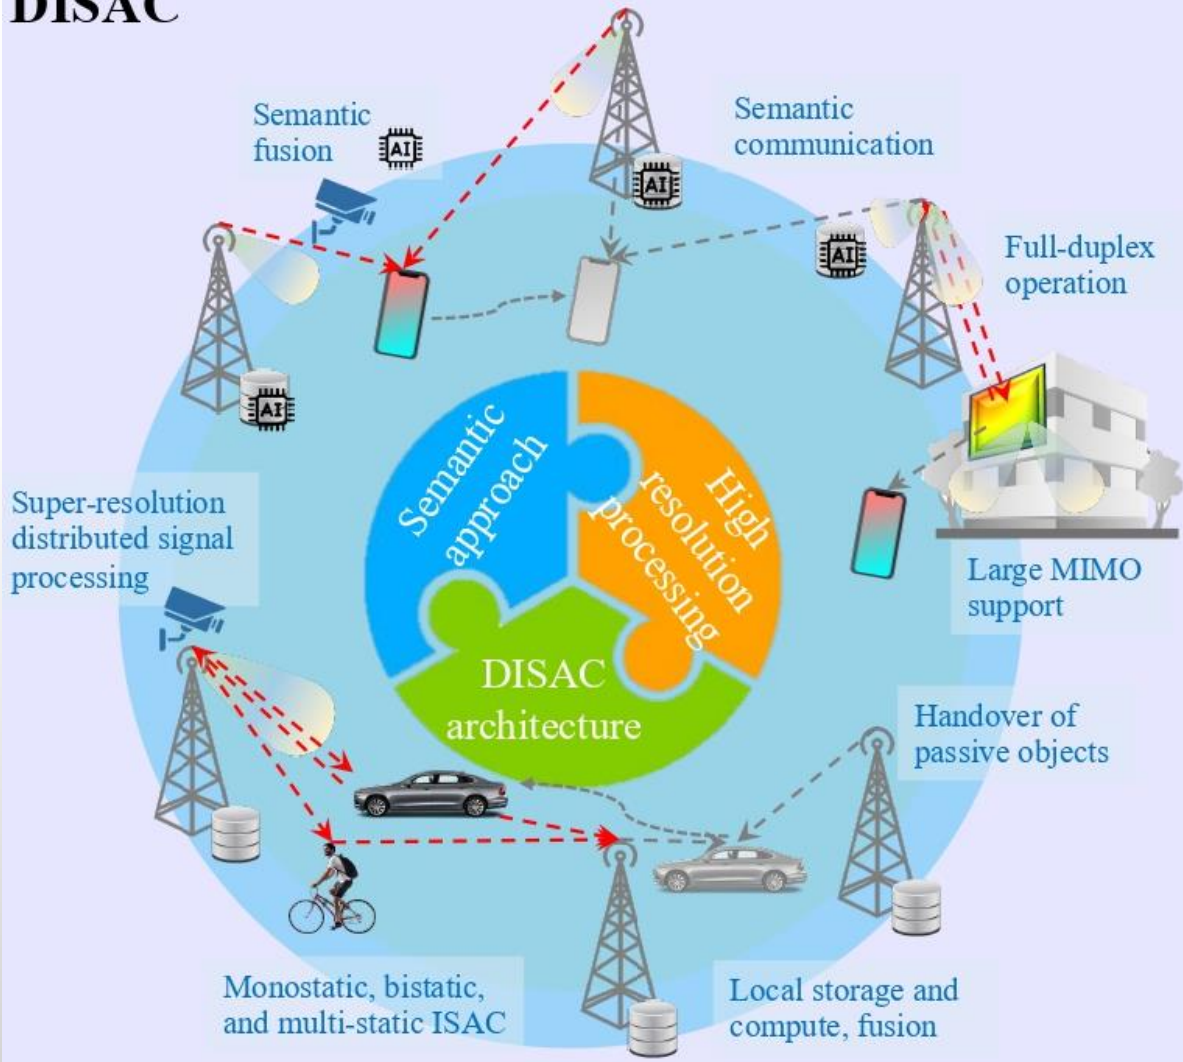 DISAC
Semantic
fusion
AI
Semantic
communication
AI
AI
Full-duplex
operation
AI
Semantic
approach
High
resolution
processing
Super-resolution
distributed signal
processing
Large MIMO
support
DISAC
architecture
Handover of
passive objects
Monostatic, bistatic,
and multi-static ISAC
Local storage and
compute, fusion